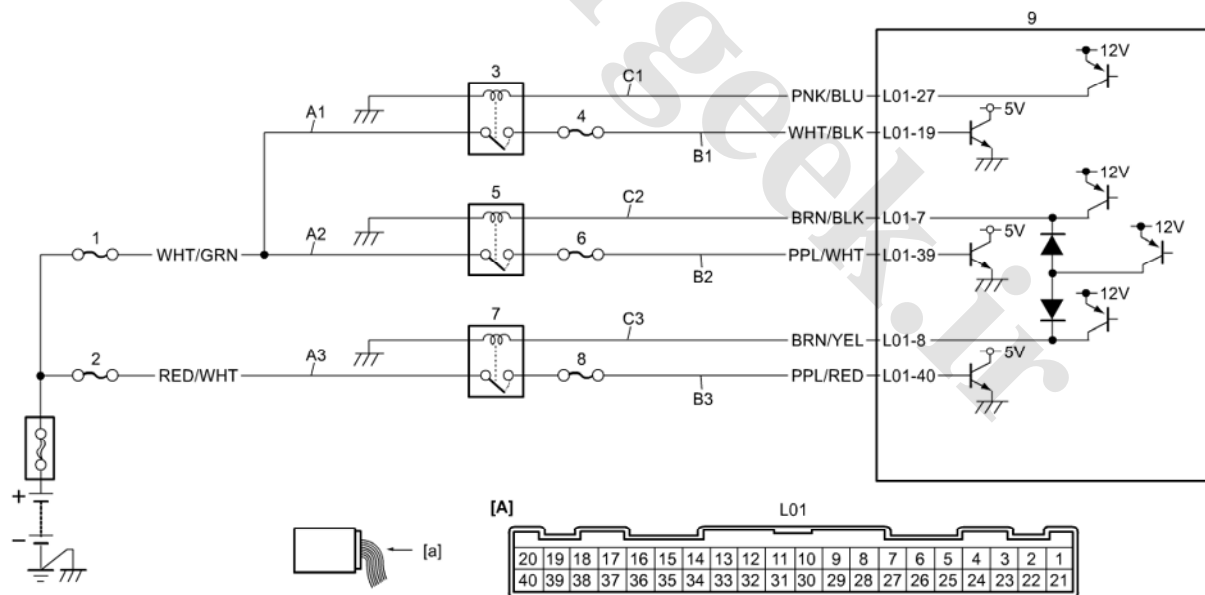 9
12V
3
C1
PNK/BLU L01-27
A1
4
5V
WHT/BLK L01-19
B1
5
C2
12V
BRN/BLK L01-7
1
A2
6
5V
12V
WHT/GRN
PPL/WHT L01-39
B2
7
C3
12V
BRN/YEL L01-8
2
A3
8
5V
RED/WHT
PPL/RED L01-40
B3
+
−
[a]
[A]
L01
20 19 18 17 16 15 14 13 12 11 10 9 8 7 6 5 4 3 2 1
40 39 38 37 36 35 34 33 32 31 30 29 28 27 26 25 24 23 22 21
geek.ir